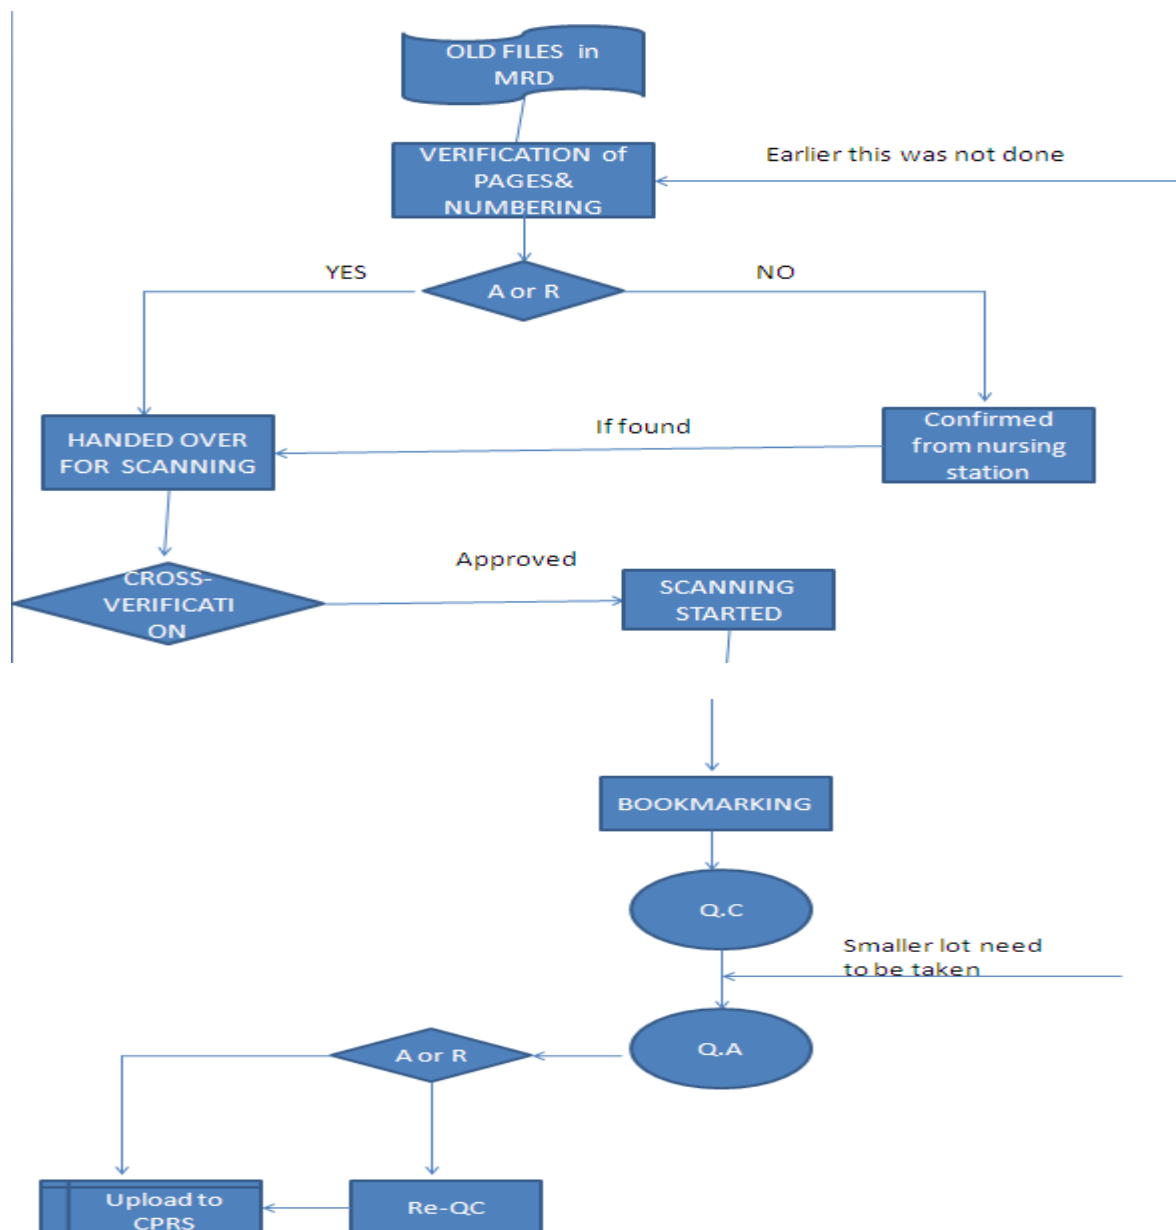 OLD FILES in
MRD
VERIFICATION of
PAGES&
NUMBERING
Earlier this was not done
YES
A or R
NO
HANDED OVER
FOR SCANNING
If found
Confirmed
from nursing
station
CROSS-
VERIFICATI
ON
Approved
SCANNING
STARTED
BOOKMARKING
Q.C
Smaller lot need
to be taken
Q.A
A or R
Upload to
CPRS
Re-QC